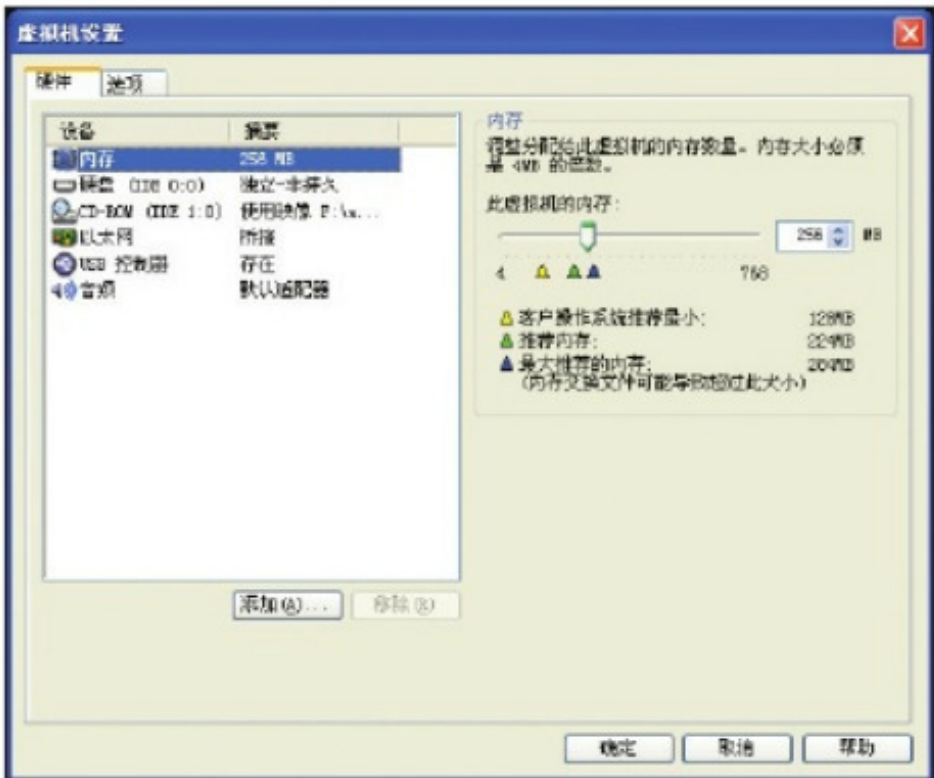 虚拟机设置
硬件
选项
设备
摘要
内存
256 MB
硬盘 (IDE 0:0)
独立-非持久
CD-ROM (IDE 1:0)
使用映像 F:\w...
以太网
桥接
USB 控制器
存在
音频
默认适配器
添加(A)...
移除(R)
内存
调整分配给此虚拟机的内存数量。内存大小必须
是 4MB 的倍数。
此虚拟机的内存:
256 MB
4
768
客户操作系统推荐最小: 128MB
推荐内存: 224MB
最大推荐的内存:
(内存交换文件可能导致超过此大小)
确定
取消
帮助